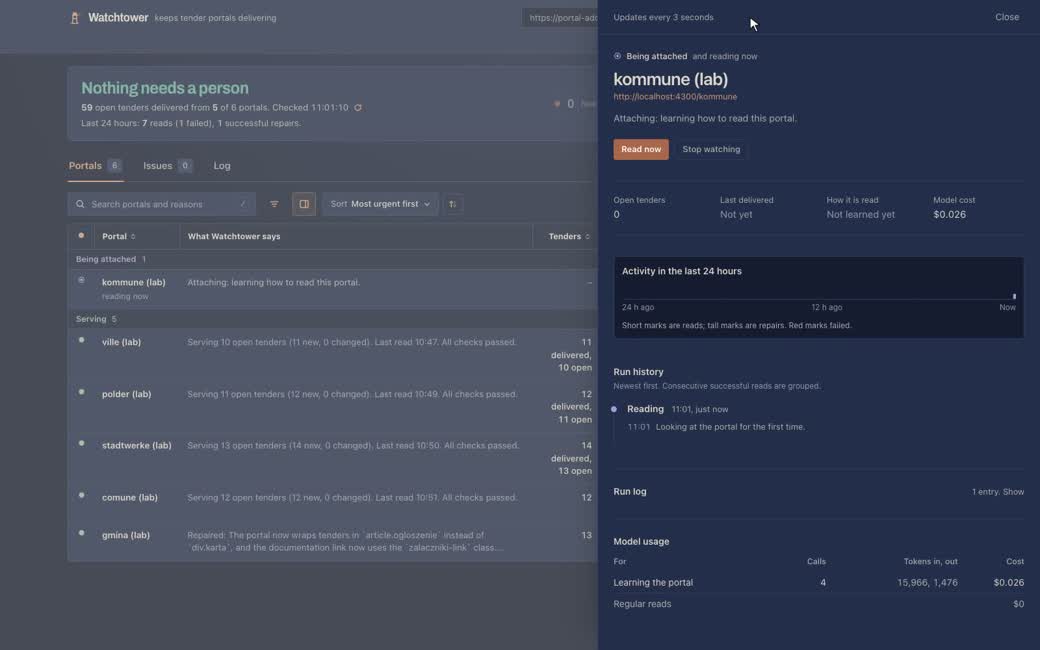 Watchtower keeps tender portals delivering
https://portal-add
Nothing needs a person
59 open tenders delivered from 5 of 6 portals. Checked 11:01:10
Last 24 hours: 7 reads (1 failed), 1 successful repairs.
0
Portals 6
Issues 0
Log
Search portals and reasons /
Sort Most urgent first
Portal
What Watchtower says
Tenders
Being attached 1
kommune (lab)
reading now
Attaching: learning how to read this portal.
–
Serving 5
ville (lab)
Serving 10 open tenders (11 new, 0 changed). Last read 10:47. All checks passed.
11
delivered,
10 open
polder (lab)
Serving 11 open tenders (12 new, 0 changed). Last read 10:49. All checks passed.
12
delivered,
11 open
stadtwerke (lab)
Serving 13 open tenders (14 new, 0 changed). Last read 10:50. All checks passed.
14
delivered,
13 open
comune (lab)
Serving 12 open tenders (12 new, 0 changed). Last read 10:51. All checks passed.
12
gmina (lab)
Repaired: The portal now wraps tenders in `article.ogloszenie` instead of
`div.karta`, and the documentation link now uses the `zalaczniki-link` class....
13
Updates every 3 seconds
Close
Being attached and reading now
kommune (lab)
http://localhost:4300/kommune
Attaching: learning how to read this portal.
Read now
Stop watching
Open tenders
0
Last delivered
Not yet
How it is read
Not learned yet
Model cost
$0.026
Activity in the last 24 hours
24 h ago
12 h ago
Now
Short marks are reads; tall marks are repairs. Red marks failed.
Run history
Newest first. Consecutive successful reads are grouped.
Reading 11:01, just now
11:01 Looking at the portal for the first time.
Run log
1 entry. Show
Model usage
For Calls Tokens in, out Cost
Learning the portal 4 15,966, 1,476 $0.026
Regular reads $0